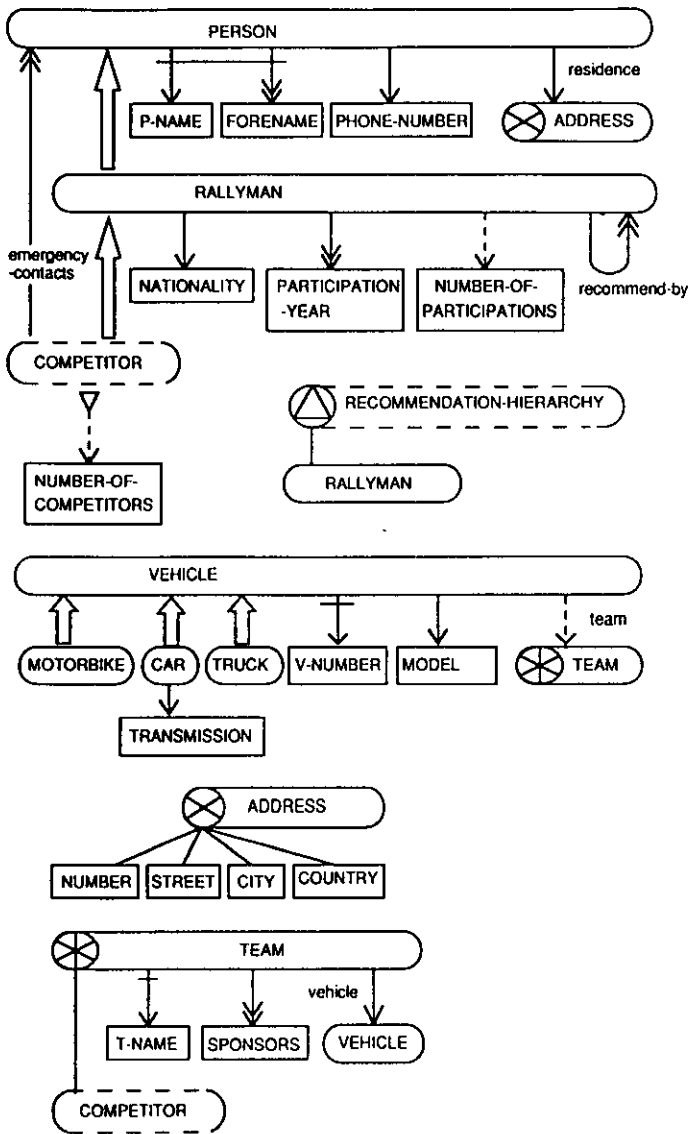 PERSON
residence
P-NAME
FORENAME
PHONE-NUMBER
ADDRESS
RALLYMAN
emergency
-contacts
NATIONALITY
PARTICIPATION
-YEAR
NUMBER-OF-
PARTICIPATIONS
recommend-by
COMPETITOR
RECOMMENDATION-HIERARCHY
NUMBER-OF-
COMPETITORS
RALLYMAN
VEHICLE
team
MOTORBIKE
CAR
TRUCK
V-NUMBER
MODEL
TEAM
TRANSMISSION
ADDRESS
NUMBER
STREET
CITY
COUNTRY
TEAM
vehicle
T-NAME
SPONSORS
VEHICLE
COMPETITOR